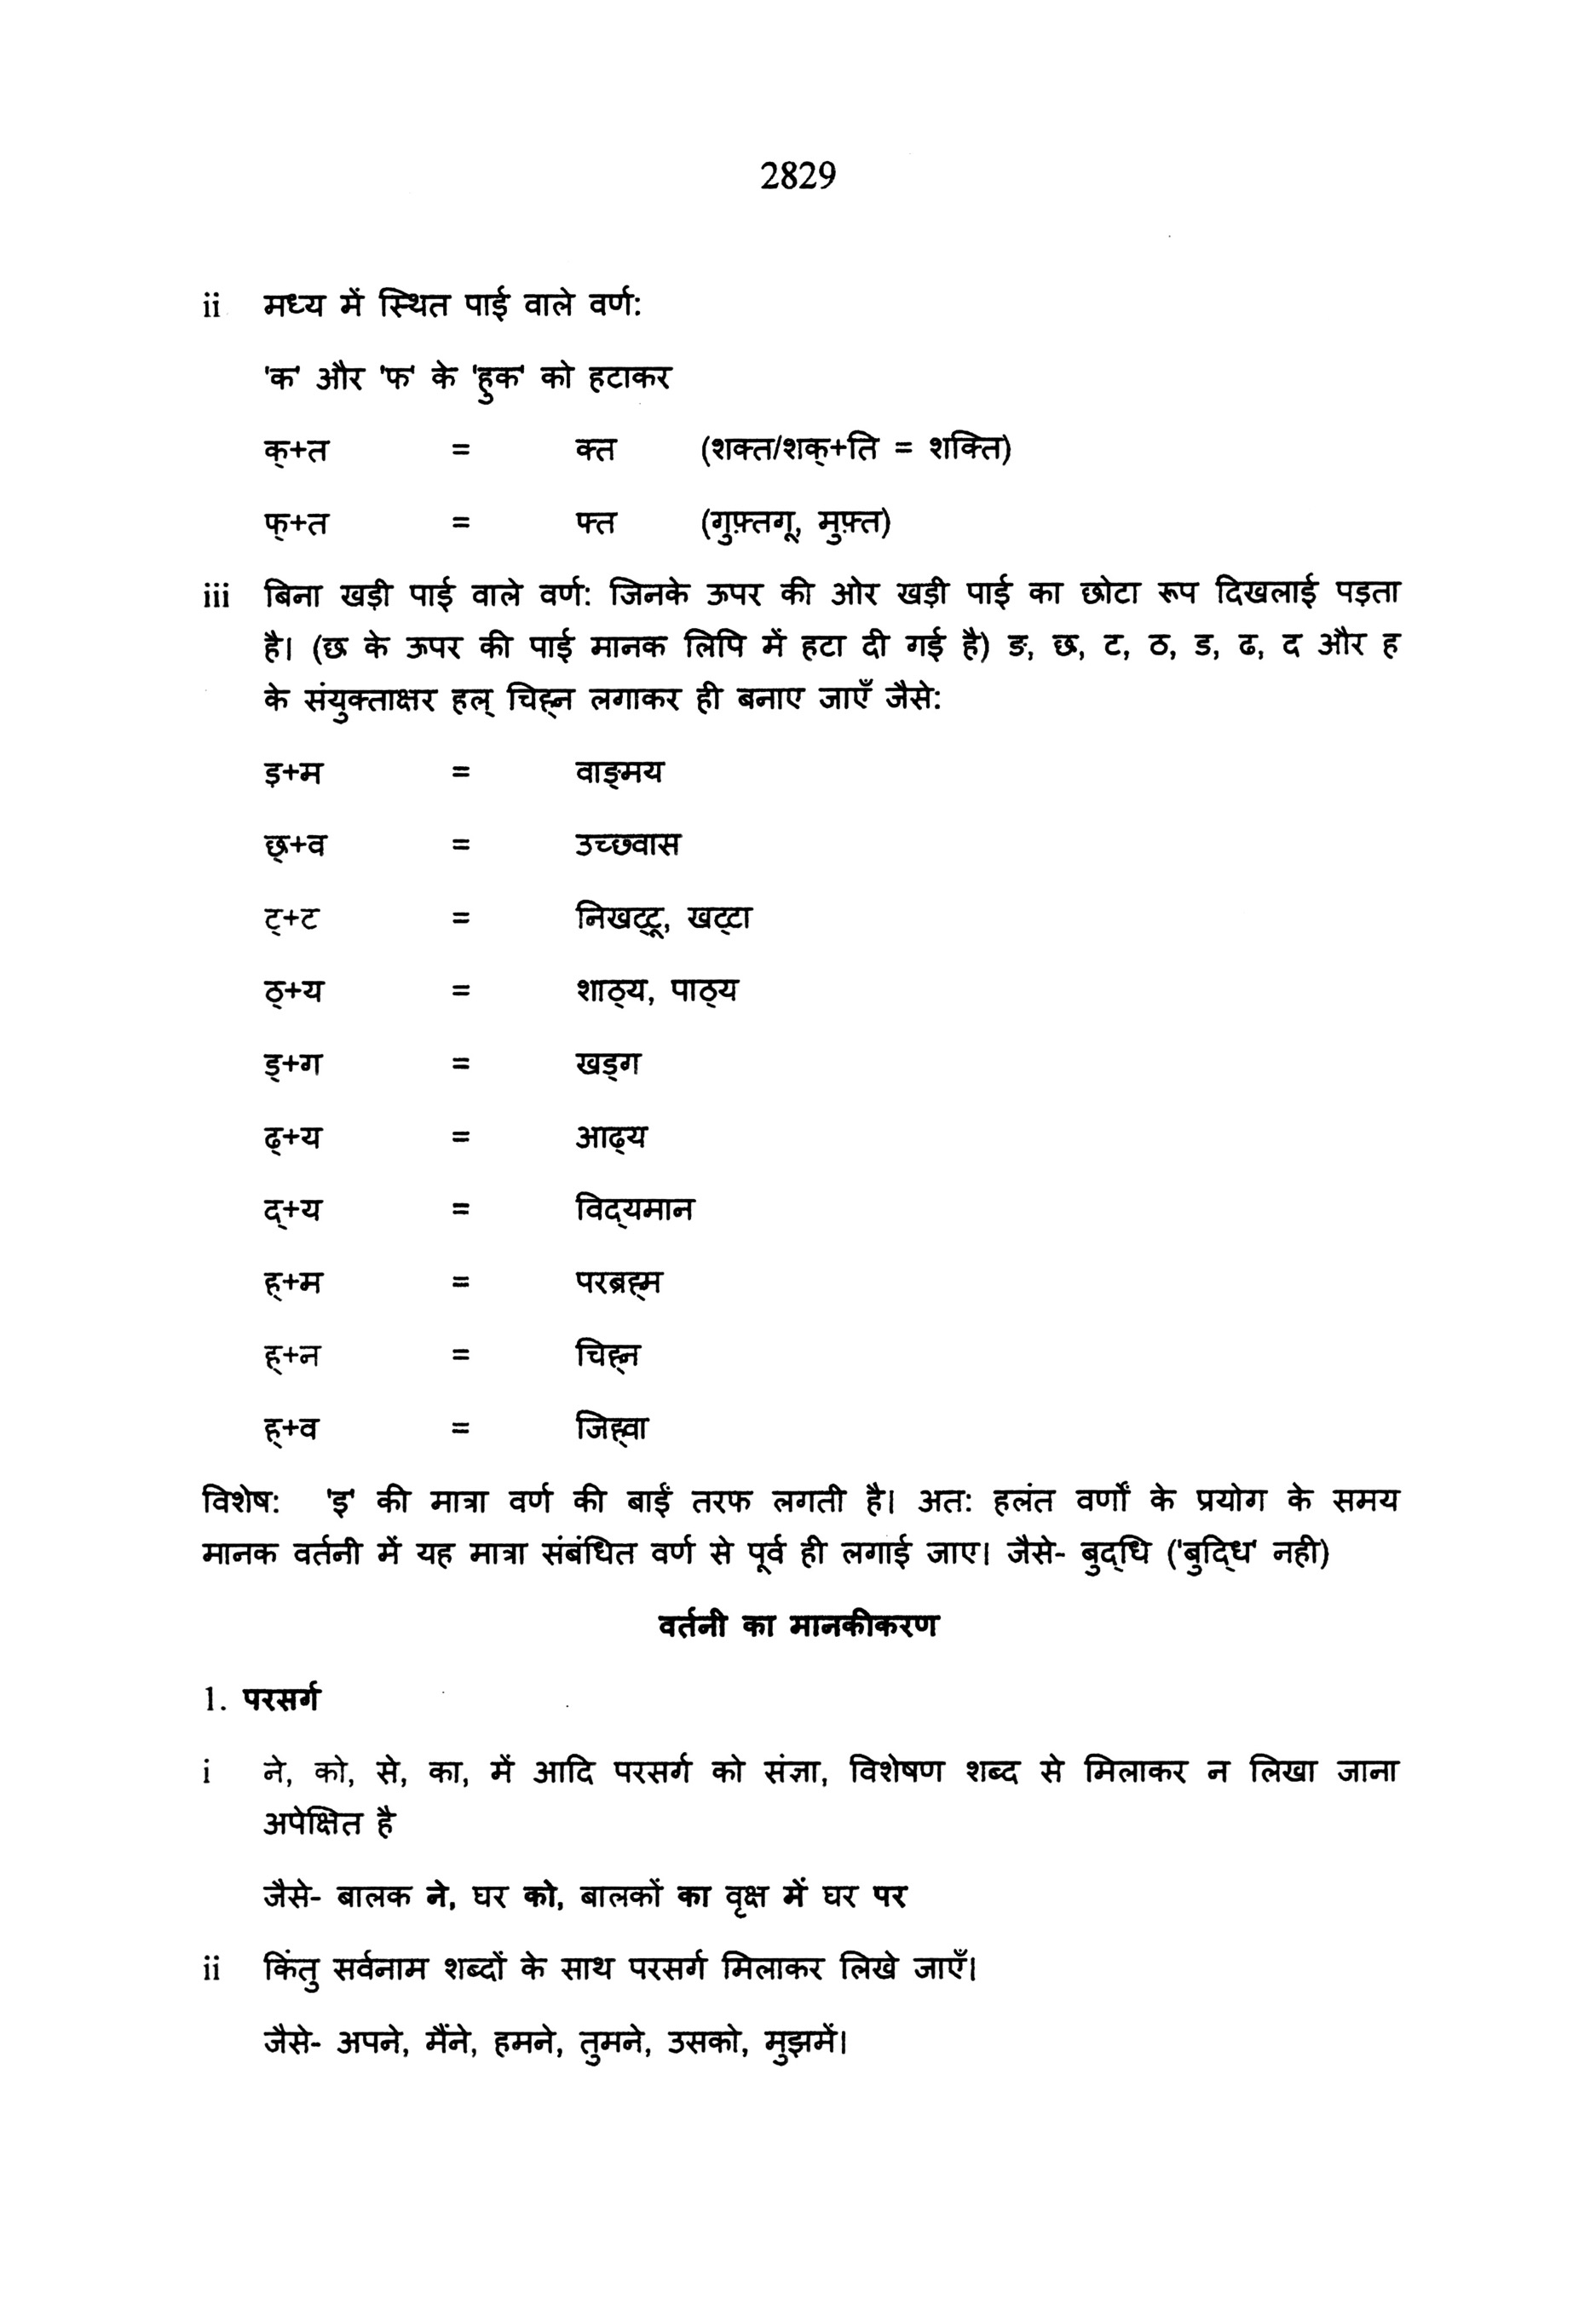 2829
ii मध्य में स्थित पाई वाले वर्ण:
'क' और 'फ' के 'हुक' को हटाकर
क्+त = क्त (शक्त/शक्+ति = शक्ति)
फ्+त = फ्त (गुफ़्तगू, मुफ़्त)
iii बिना खड़ी पाई वाले वर्ण: जिनके ऊपर की ओर खड़ी पाई का छोटा रूप दिखलाई पड़ता
है। (छ के ऊपर की पाई मानक लिपि में हटा दी गई है) ङ, छ, ट, ठ, ड, ढ, द और ह
के संयुक्ताक्षर हल् चिह्‌न लगाकर ही बनाए जाएँ जैसे:
ड़+म = वाङ्‌मय
छ्+व = उच्छ्वास
ट्+ट = निखट्‌टू, खट्‌टा
ठ्+य = शाठ्‌य, पाठ्‌य
ड्+ग = खड्‌ग
ढ्+य = आढ्‌य
द्+य = विद्‌यमान
ह्+म = परब्रह्‌म
ह्+न = चिह्‌न
ह्+व = जिह्‌वा
विशेष: 'इ' की मात्रा वर्ण की बाईं तरफ लगती है। अत: हलंत वर्णों के प्रयोग के समय
मानक वर्तनी में यह मात्रा संबंधित वर्ण से पूर्व ही लगाई जाए। जैसे- बुद्‌धि ('बुद्धि' नही)
वर्तनी का मानकीकरण
1. परसर्ग
i ने, को, से, का, में आदि परसर्ग को संज्ञा, विशेषण शब्द से मिलाकर न लिखा जाना
अपेक्षित है
जैसे- बालक ने, घर को, बालकों का वृक्ष में घर पर
ii किंतु सर्वनाम शब्दों के साथ परसर्ग मिलाकर लिखे जाएँ।
जैसे- अपने, मैंने, हमने, तुमने, उसको, मुझमें।